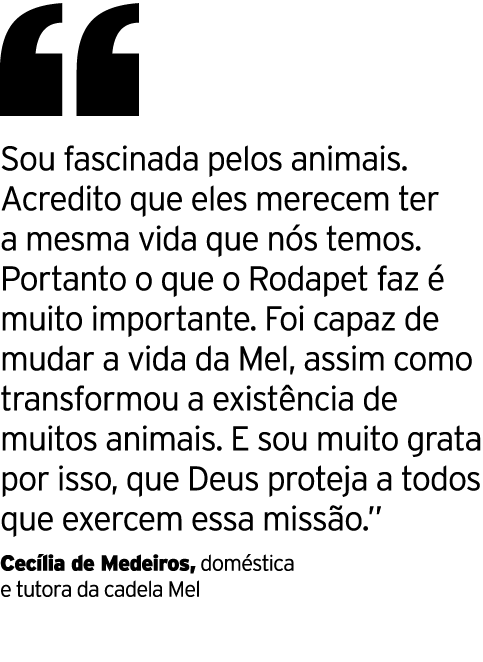 “
Sou fascinada pelos animais.
Acredito que eles merecem ter
a mesma vida que nós temos.
Portanto o que o Rodapet faz é
muito importante. Foi capaz de
mudar a vida da Mel, assim como
transformou a existência de
muitos animais. E sou muito grata
por isso, que Deus proteja a todos
que exercem essa missão.”
Cecília de Medeiros, doméstica
e tutora da cadela Mel